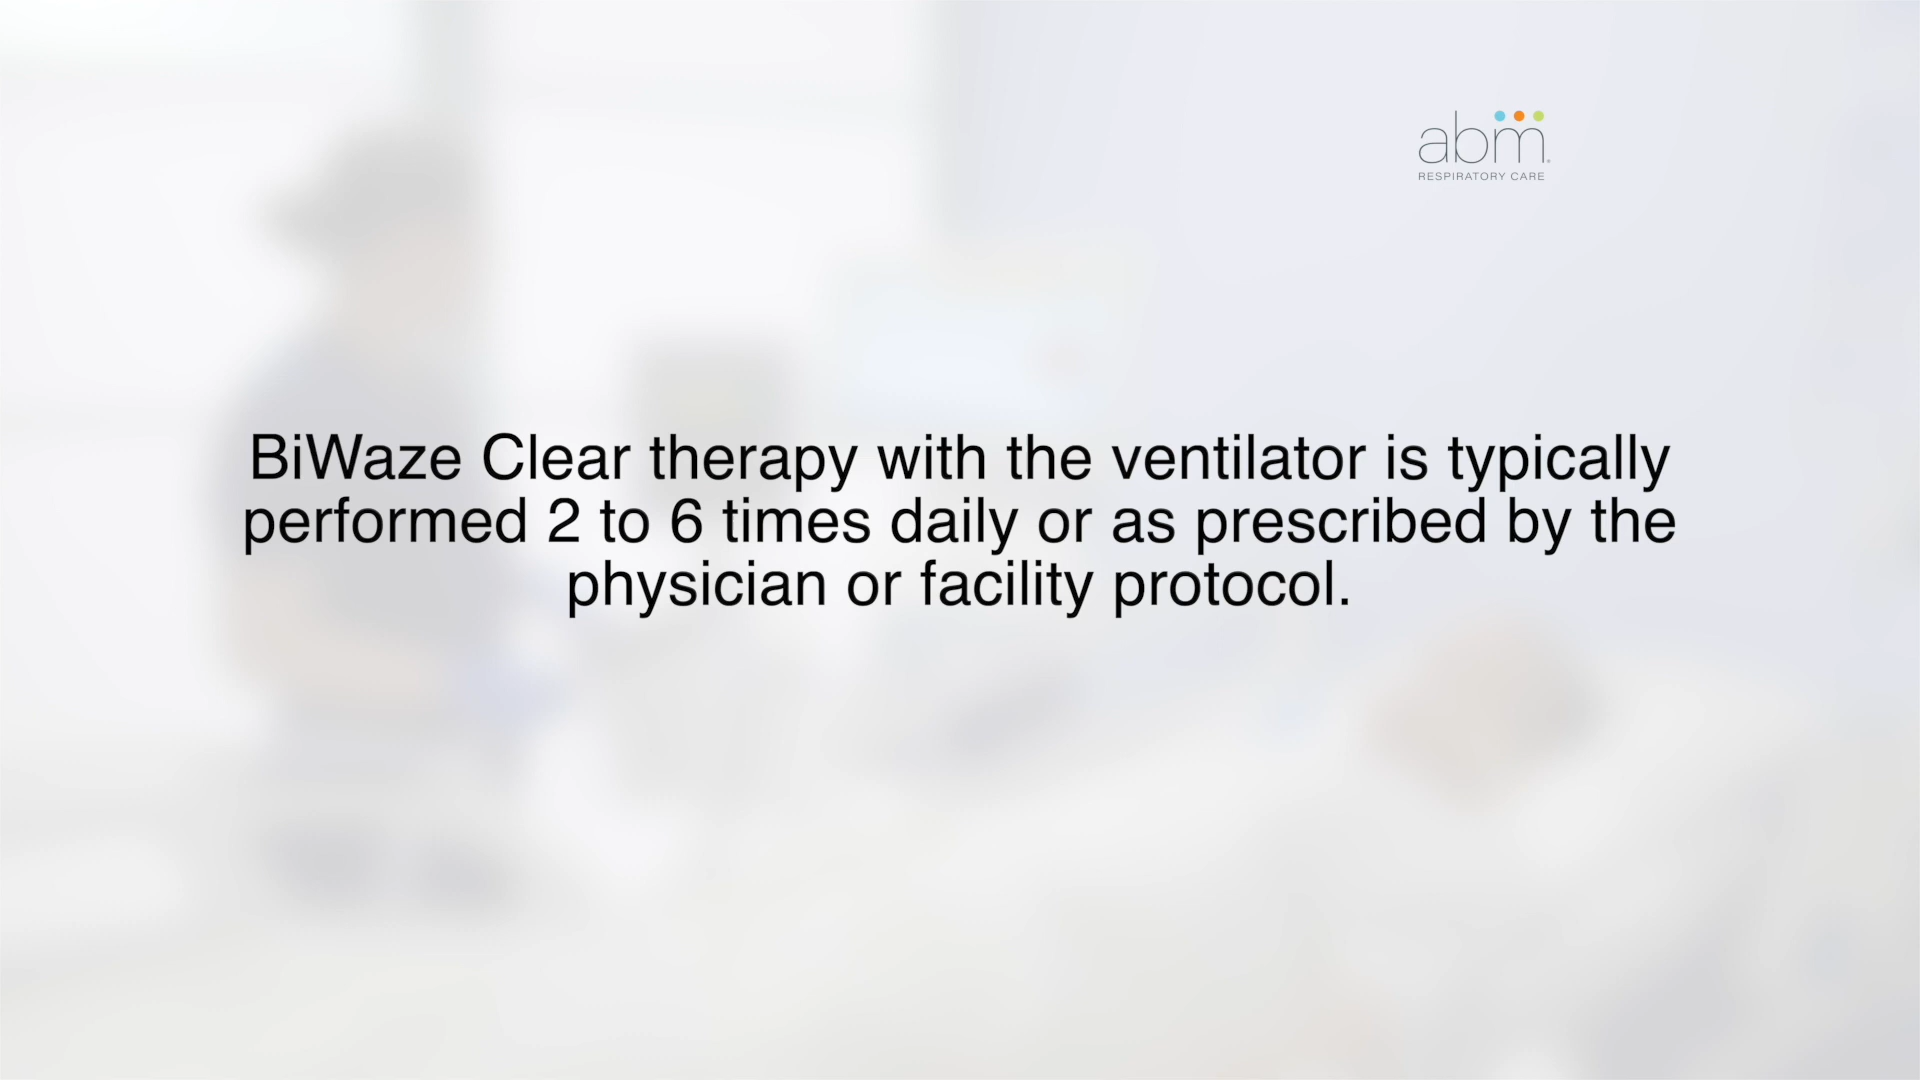 abm
RESPIRATORY CARE
BiWaze Clear therapy with the ventilator is typically
performed 2 to 6 times daily or as prescribed by the
physician or facility protocol.